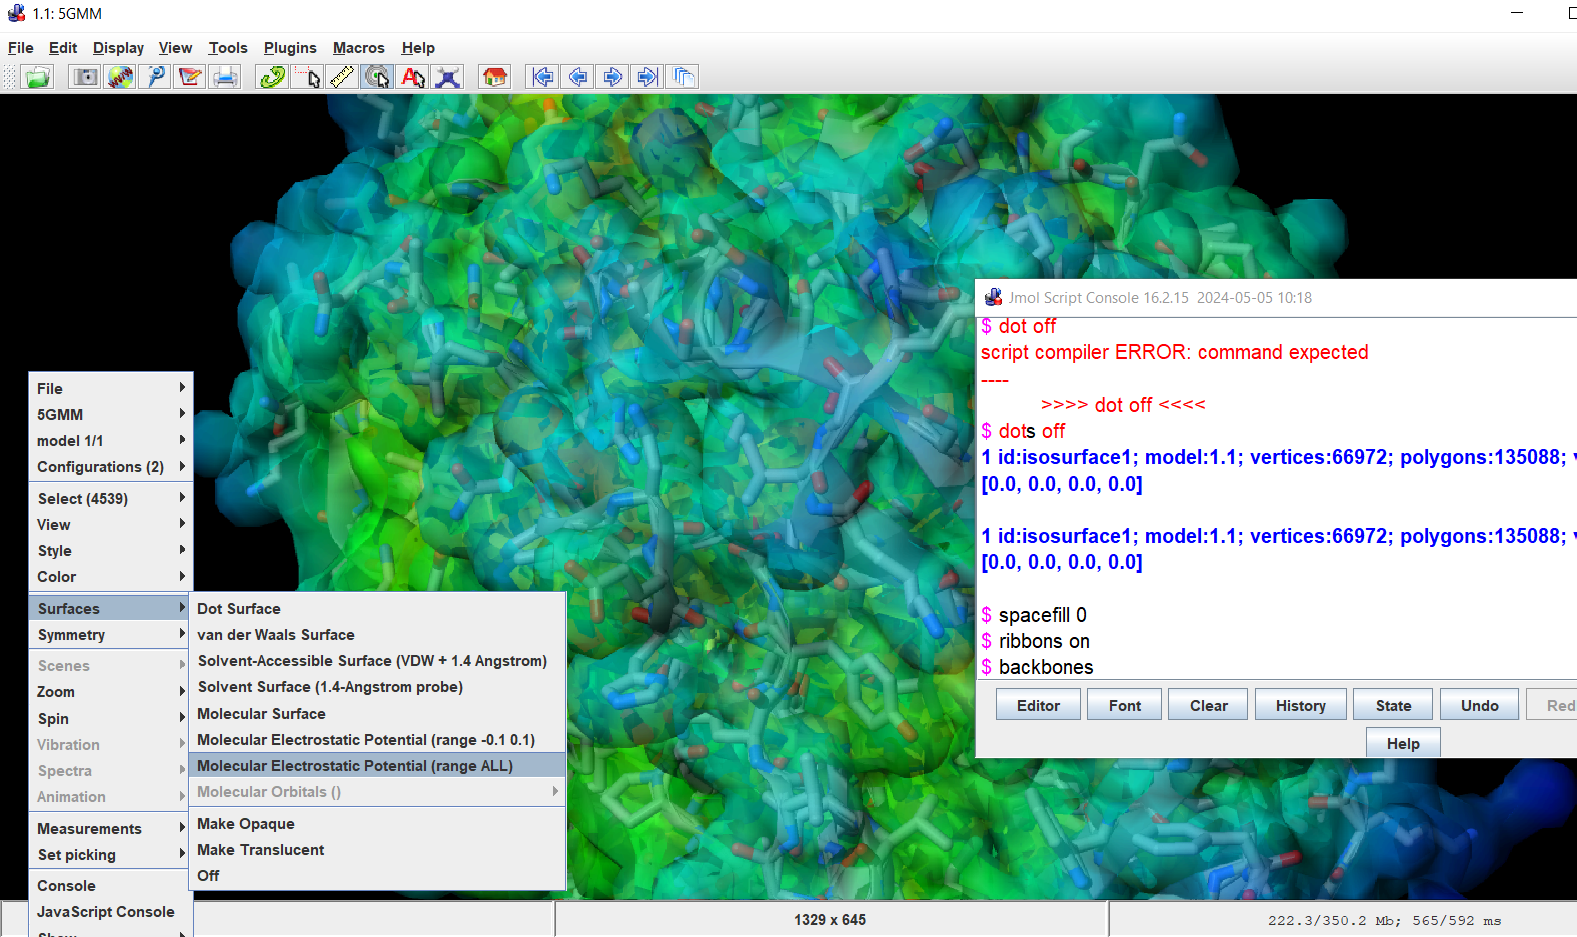 1.1: 5GMM
File Edit Display View Tools Plugins Macros Help
File
5GMM
model 1/1
Configurations (2)
Select (4539)
View
Style
Color
Surfaces
Symmetry
Scenes
Zoom
Spin
Vibration
Spectra
Animation
Measurements
Set picking
Console
JavaScript Console
Dot Surface
van der Waals Surface
Solvent-Accessible Surface (VDW + 1.4 Angstrom)
Solvent Surface (1.4-Angstrom probe)
Molecular Surface
Molecular Electrostatic Potential (range -0.1 0.1)
Molecular Electrostatic Potential (range ALL)
Molecular Orbitals ()
Make Opaque
Make Translucent
Off
Jmol Script Console 16.2.15 2024-05-05 10:18
$ dot off
script compiler ERROR: command expected
----
>>>> dot off <<<<
$ dots off
1 id:isosurface1; model:1.1; vertices:66972; polygons:135088;
[0.0, 0.0, 0.0, 0.0]
1 id:isosurface1; model:1.1; vertices:66972; polygons:135088;
[0.0, 0.0, 0.0, 0.0]
$ spacefill 0
$ ribbons on
$ backbones
Editor Font Clear History State Undo Red
Help
1329 x 645
222.3/350.2 Mb; 565/592 ms